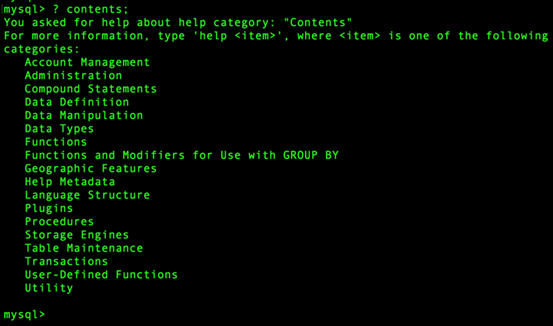 mysql> ? contents;
You asked for help about help category: "Contents"
For more information, type 'help <item>', where <item> is one of the following
categories:
   Account Management
   Administration
   Compound Statements
   Data Definition
   Data Manipulation
   Data Types
   Functions
   Functions and Modifiers for Use with GROUP BY
   Geographic Features
   Help Metadata
   Language Structure
   Plugins
   Procedures
   Storage Engines
   Table Maintenance
   Transactions
   User-Defined Functions
   Utility

mysql>